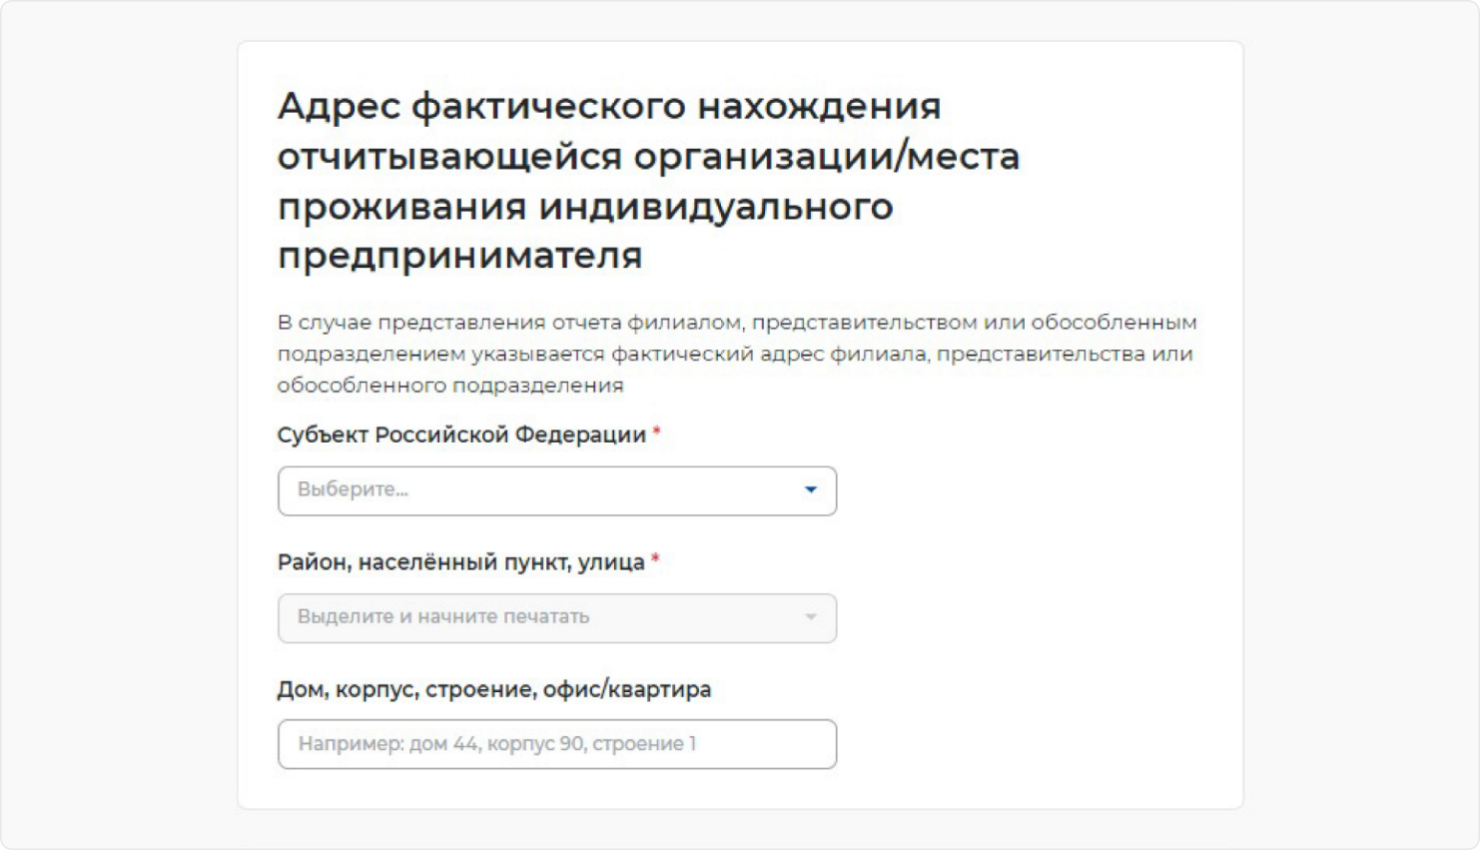 Адрес фактического нахождения
отчитывающейся организации/места
проживания индивидуального
предпринимателя
В случае представления отчета филиалом, представительством или обособленным
подразделением указывается фактический адрес филиала, представительства или
обособленного подразделения
Субъект Российской Федерации *
Выберите...
Район, населённый пункт, улица *
Выделите и начните печатать
Дом, корпус, строение, офис/квартира
Например: дом 44, корпус 90, строение 1